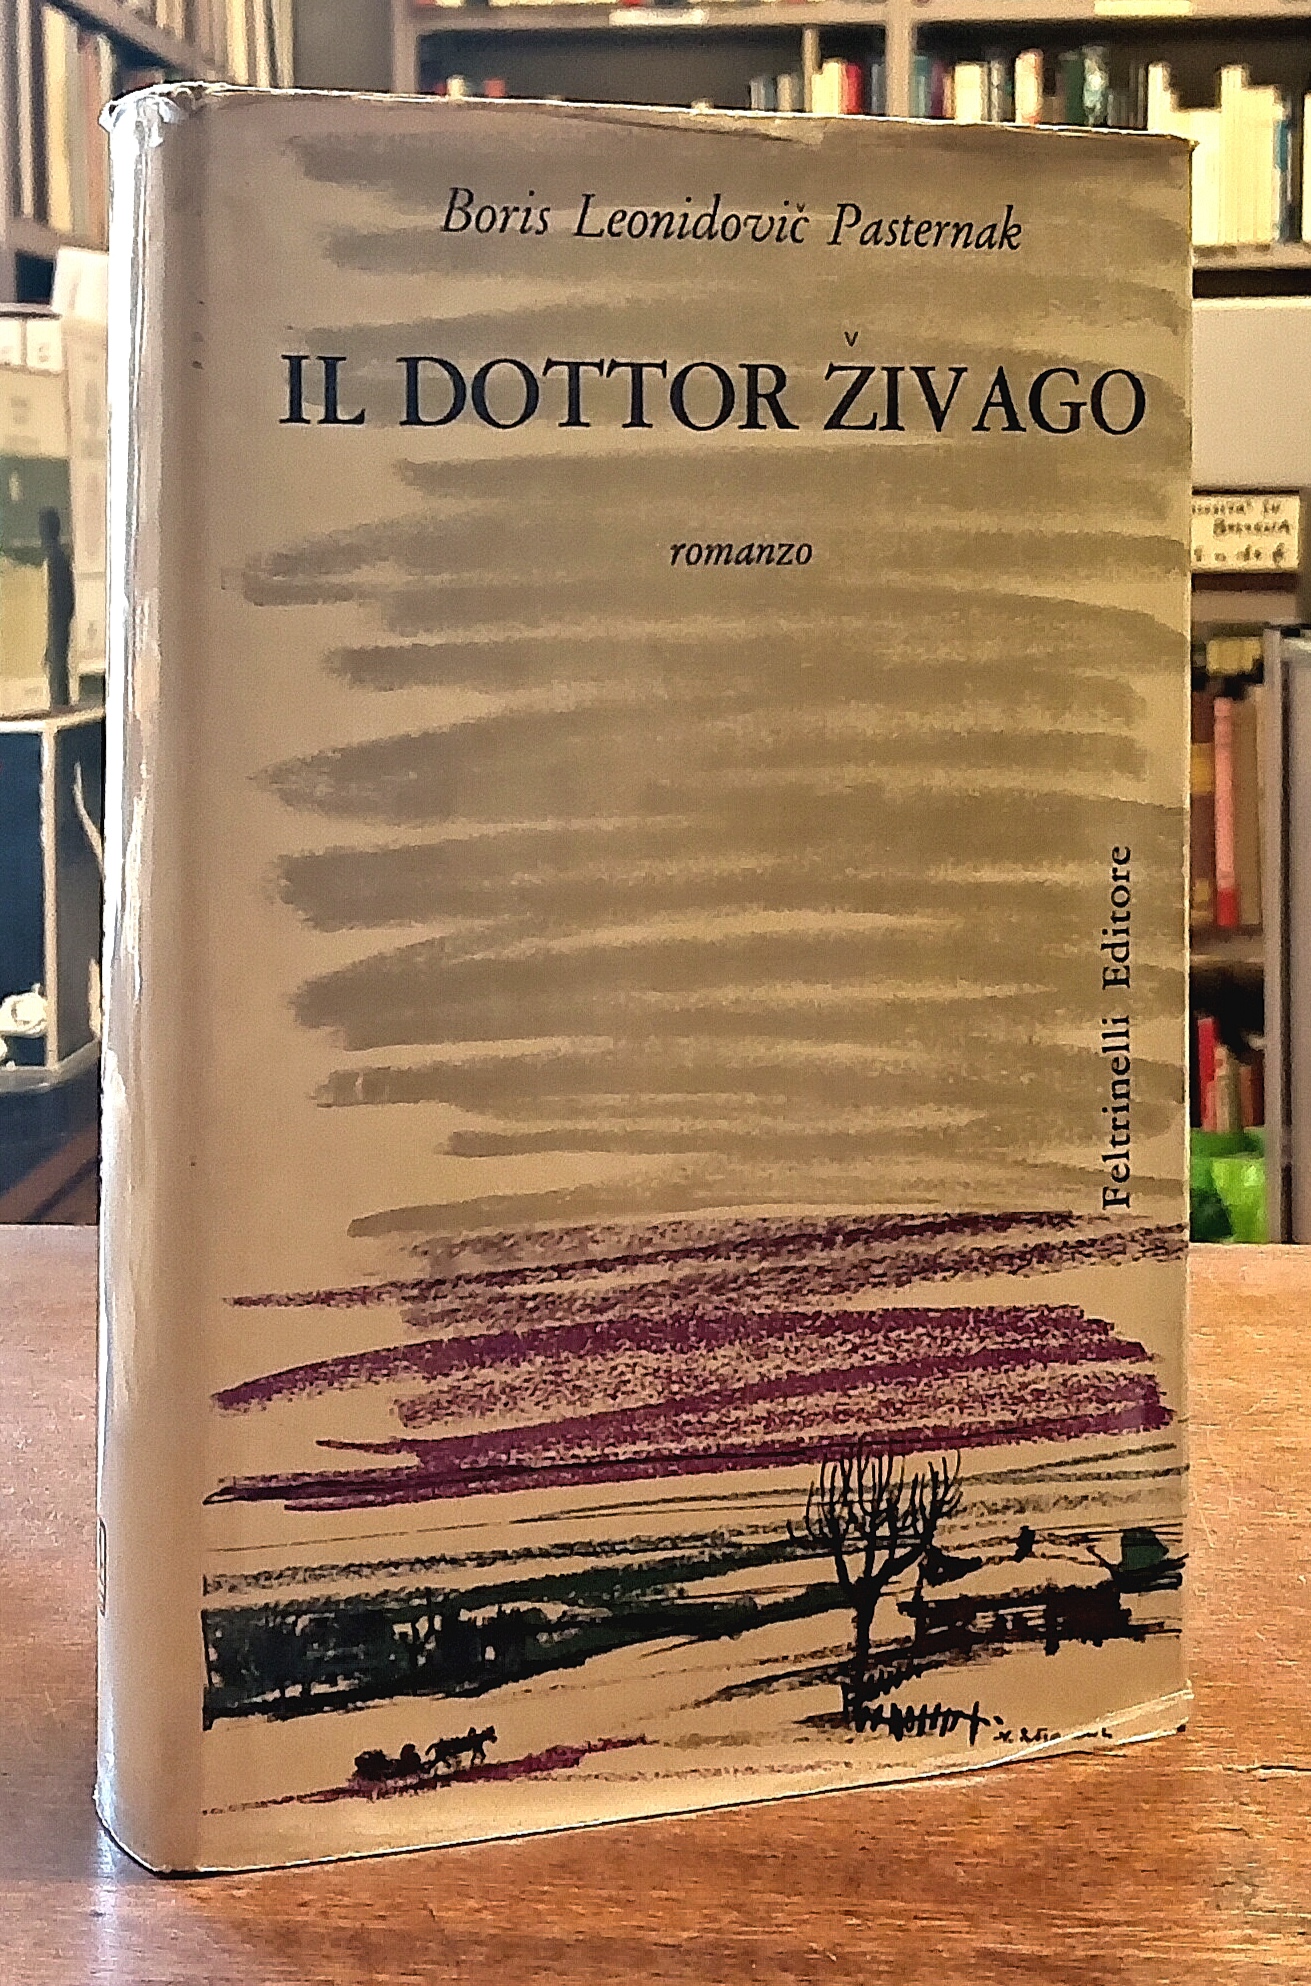 Boris Leonidovič Pasternak
IL DOTTOR ŽIVAGO
romanzo
Feltrinelli Editore